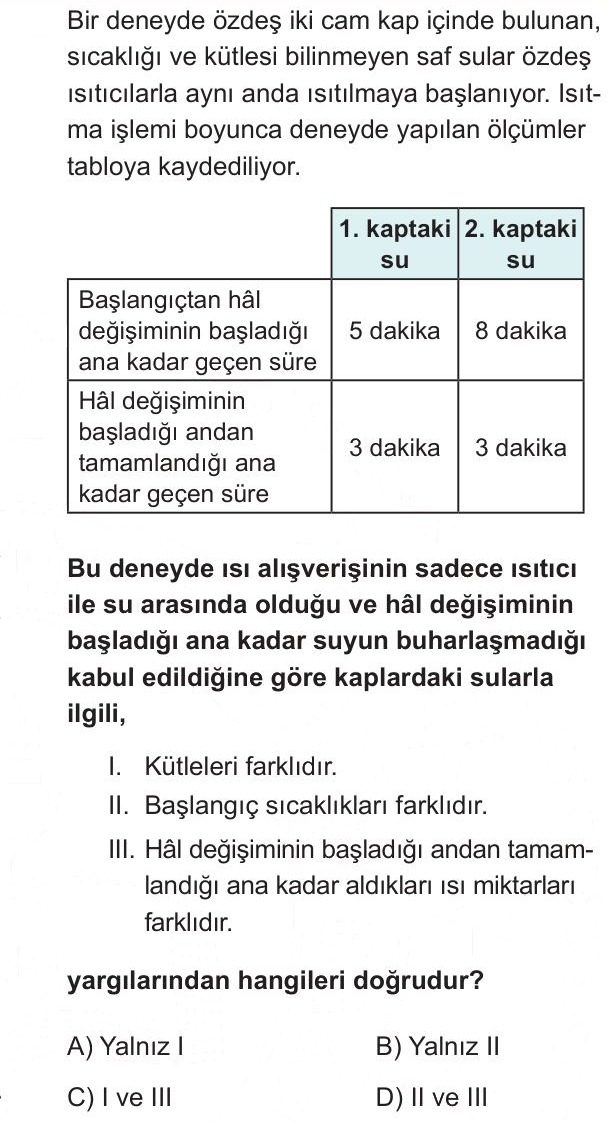 Bir deneyde özdeş iki cam kap içinde bulunan,
sıcaklığı ve kütlesi bilinmeyen saf sular özdeş
ısıtıcılarla aynı anda ısıtılmaya başlanıyor. Isıt-
ma işlemi boyunca deneyde yapılan ölçümler
tabloya kaydediliyor.
1. kaptaki su
2. kaptaki su
Başlangıçtan hâl
değişiminin başladığı
ana kadar geçen süre
5 dakika
8 dakika
Hâl değişiminin
başladığı andan
tamamlandığı ana
kadar geçen süre
3 dakika
3 dakika
Bu deneyde ısı alışverişinin sadece ısıtıcı
ile su arasında olduğu ve hâl değişiminin
başladığı ana kadar suyun buharlaşmadığı
kabul edildiğine göre kaplardaki sularla
ilgili,
I. Kütleleri farklıdır.
II. Başlangıç sıcaklıkları farklıdır.
III. Hâl değişiminin başladığı andan tamam-
landığı ana kadar aldıkları ısı miktarları
farklıdır.
yargılarından hangileri doğrudur?
A) Yalnız I
B) Yalnız II
C) I ve III
D) II ve III